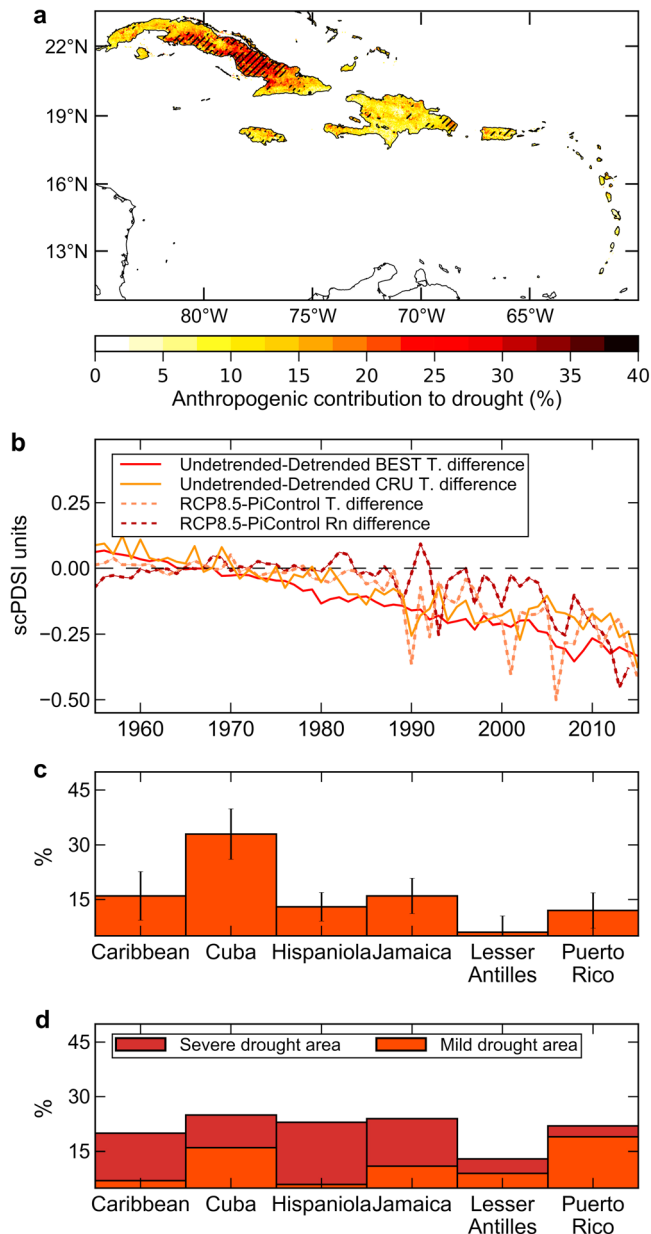 a
22°N
19°N
16°N
13°N
80°W 75°W 70°W 65°W
0 5 10 15 20 25 30 35 40
Anthropogenic contribution to drought (%)
b
Undetrended-Detrended BEST T. difference
Undetrended-Detrended CRU T. difference
RCP8.5-PiControl T. difference
RCP8.5-PiControl Rn difference
scPDSI units
0.25
0.00
−0.25
−0.50
1960 1970 1980 1990 2000 2010
c
%
45
30
15
Caribbean Cuba Hispaniola Jamaica Lesser Antilles Puerto Rico
d
Severe drought area Mild drought area
%
45
30
15
Caribbean Cuba Hispaniola Jamaica Lesser Antilles Puerto Rico